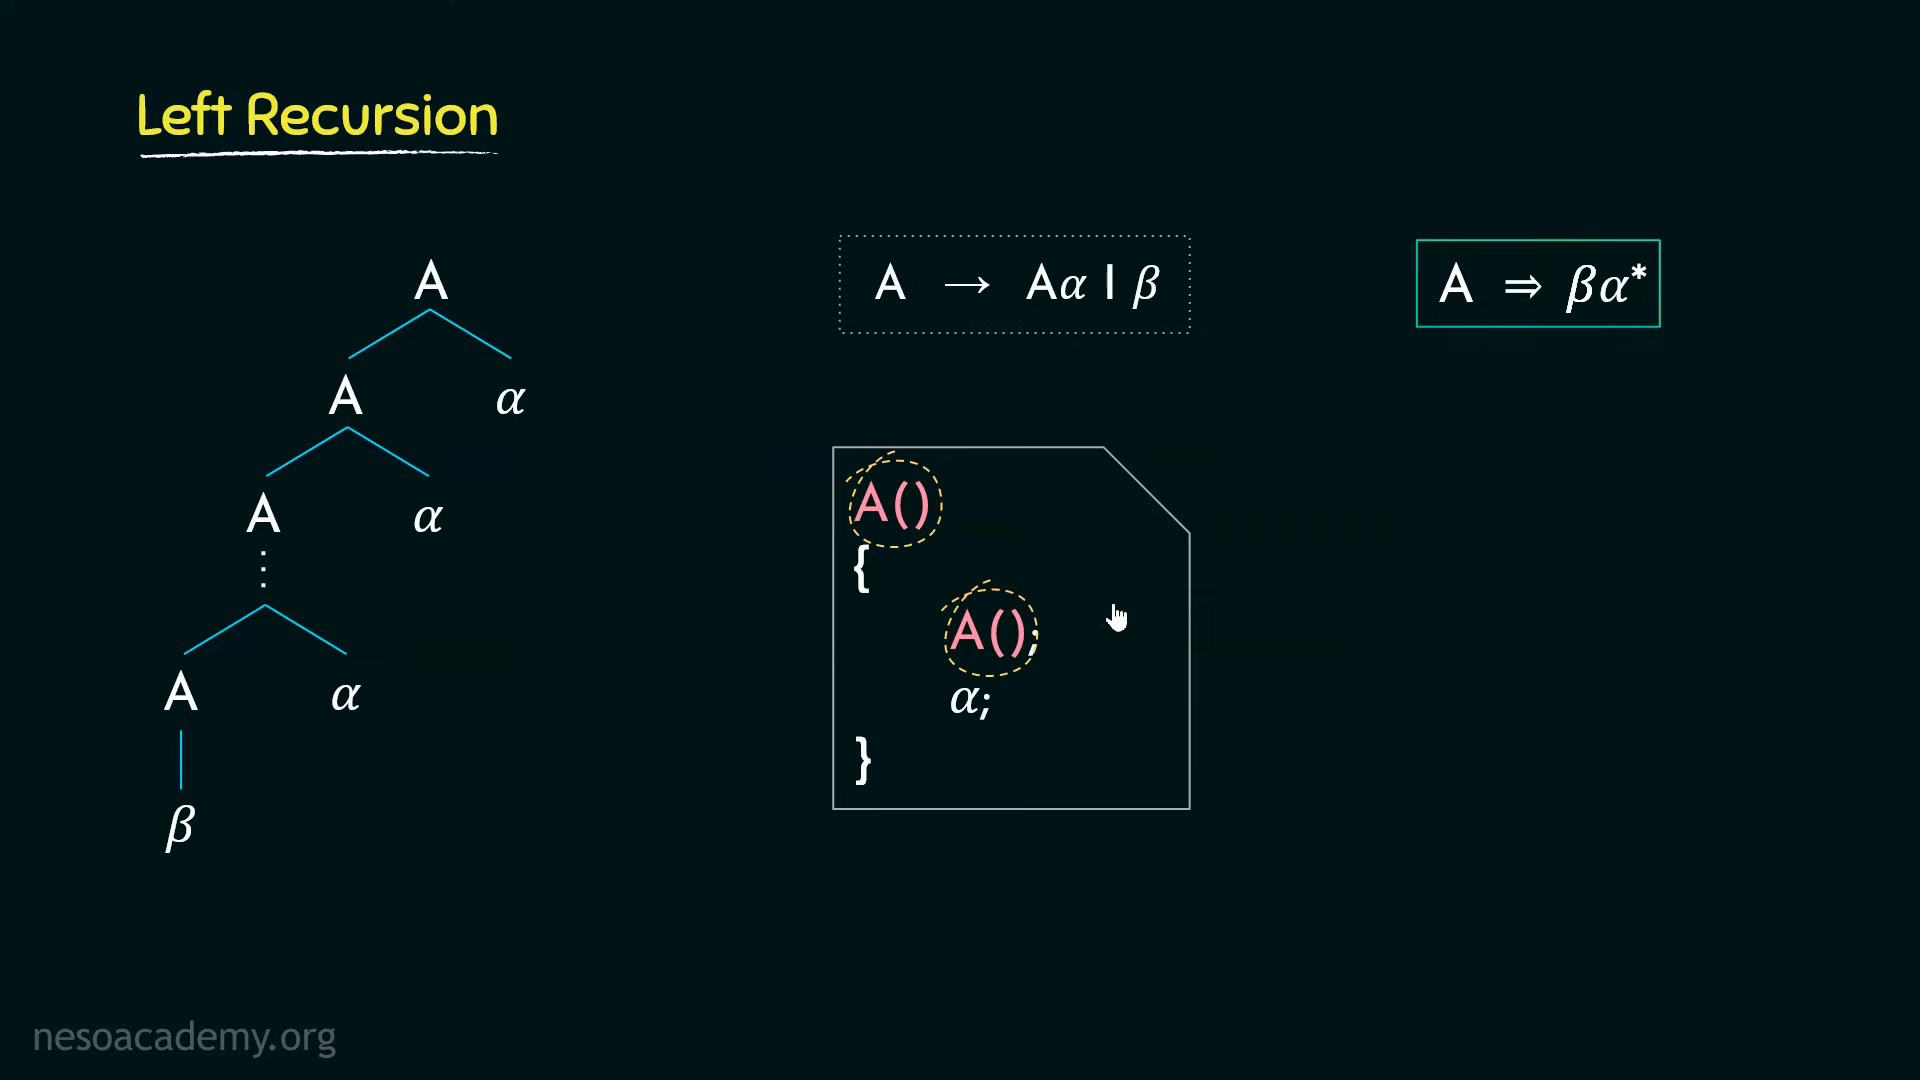 Left Recursion
A → Aα | β
A ⇒ βα*
A
A α
A α
⋮
A α
β
A()
{
A();
α;
}
nesoacademy.org